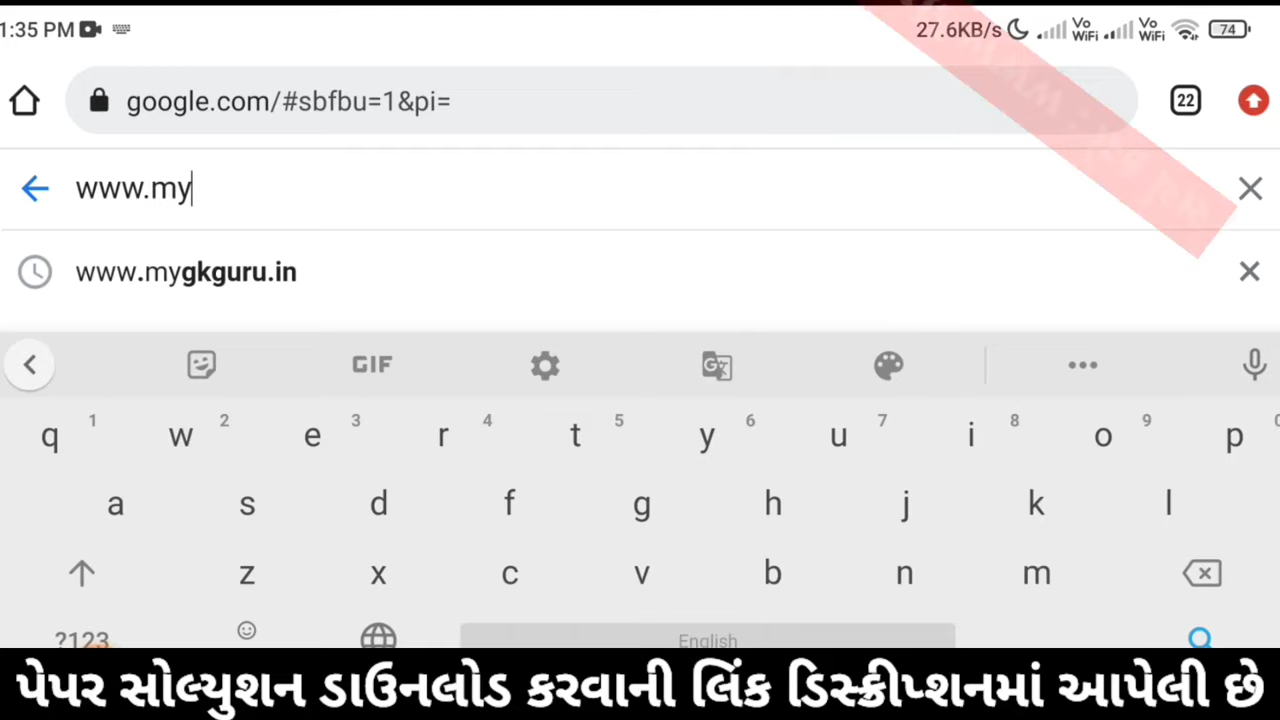 1:35 PM
27.6KB/s Vo WiFi Vo WiFi 74
google.com/#sbfbu=1&pi=
22
www.my
www.mygkguru.in
GIF
1 2 3 4 5 6 7 8 9 0
q w e r t y u i o p
a s d f g h j k l
z x c v b n m
?123 English
પેપર સોલ્યુશન ડાઉનલોડ કરવાની લિંક ડિસ્ક્રીપ્શનમાં આપેલી છે